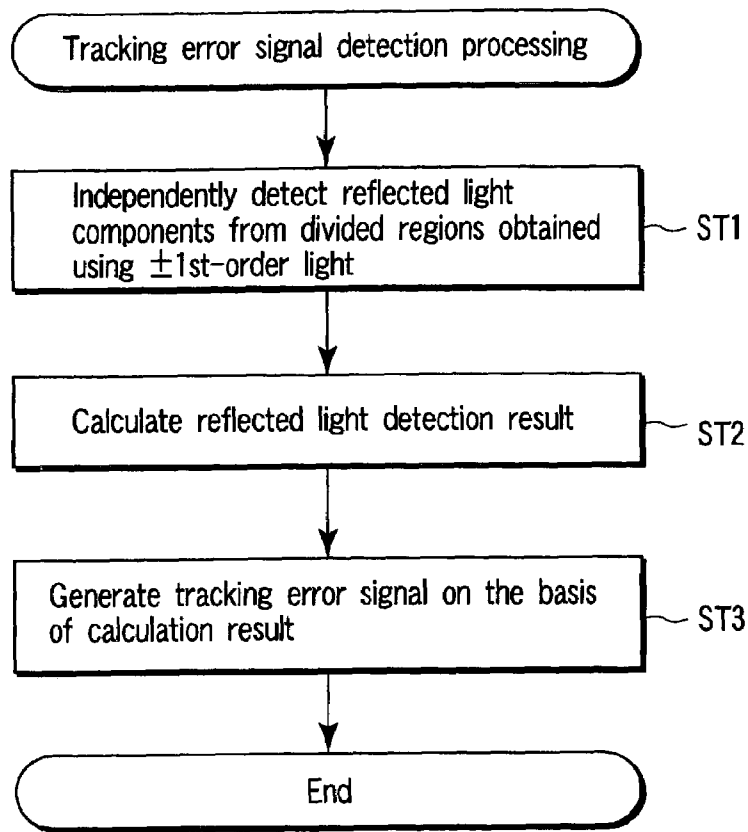 Tracking error signal detection processing
Independently detect reflected light
components from divided regions obtained
using ±1st-order light
ST1
Calculate reflected light detection result
ST2
Generate tracking error signal on the basis
of calculation result
ST3
End